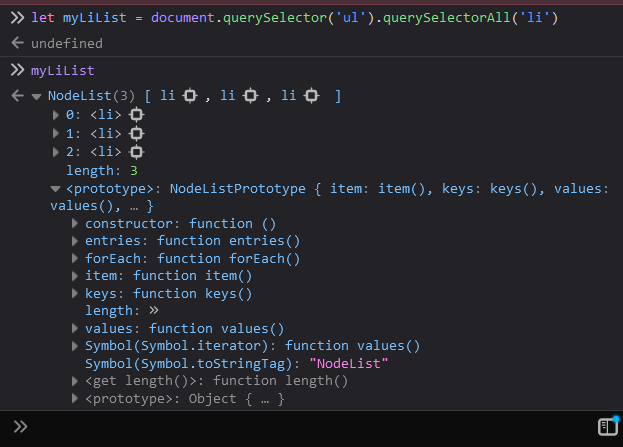 let myLiList = document.querySelector('ul').querySelectorAll('li')
undefined
myLiList
NodeList(3) [ li , li , li ]
0: <li>
1: <li>
2: <li>
length: 3
<prototype>: NodeListPrototype { item: item(), keys: keys(), values:
values(), … }
constructor: function ()
entries: function entries()
forEach: function forEach()
item: function item()
keys: function keys()
length: »
values: function values()
Symbol(Symbol.iterator): function values()
Symbol(Symbol.toStringTag): "NodeList"
<get length()>: function length()
<prototype>: Object { … }